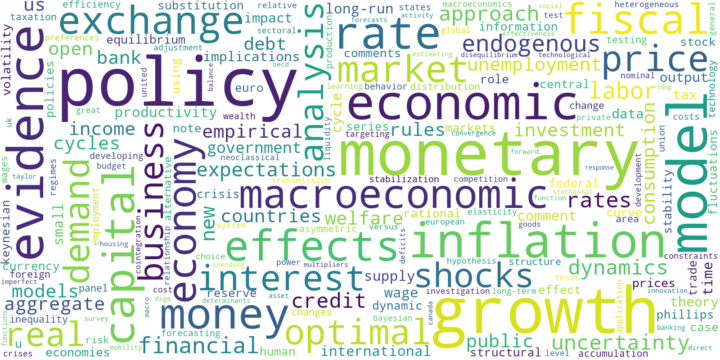 taxation
efficiency
substitution
long-run
relative
states
macroeconomics
heterogeneous
us
exchange
impact
forecasts
activity
test
social
general
volatility
equilibrium
adjustment
sectoral
production
rate
approach
information
effectiveness
fiscal
open
debt
comments
global
estimating
testing
stock
policies
preferences
bank
implications
endogenous
disequilibrium
technological
technology
uk
great
using
oecd
united
euro
balance
market
unemployment
price
policy
analysis
learning
behavior
distribution
nominal
output
long
evidence
productivity
wealth
role
central
labor
tax
cycles
income
note
empirical
cycle
economic
change
private
costs
wages
developing
budget
neoclassical
government
series
rules
markets
investment
data
union
model
targeting
convergence
liquidity
taylor
regimes
business
economy
expectations
monetary
forward
response
consumption
stability
development
fluctuations
keynesian
small
demand
employment
capital
alternative
relationship
crisis
transmission
stabilization
competition
federal
stochastic
function
macroeconomic
rates
housing
cointegration
new
countries
welfare
rational
comment
curve
area
currency
system
asymmetric
versus
european
elasticity
goods
constraints
foreign
choice
spending
effects
inflation
imperfect
power
multipliers
deficits
hypothesis
structure
tests
prices
trade
time
models
panel
cost
dsge
determinants
interest
supply
shocks
dynamics
innovation
aggregate
macro
reserve
asset
credit
wage
canada
investigation
long-term
effect
application
theory
inequality
money
changes
dynamic
growth
phillips
functions
survey
forecasting
optimal
bayesian
public
uncertainty
banking
case
real
u
risk
mobility
financial
human
international
structural
level
accumulation
direct
crises
economies